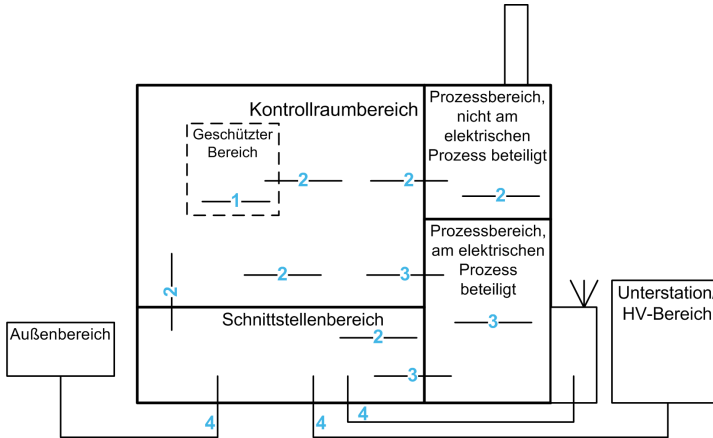 Kontrollraumbereich
Prozessbereich,
nicht am
elektrischen
Prozess beteiligt
Geschützter
Bereich
2
2
1
2
Prozessbereich,
am elektrischen
Prozess
beteiligt
2
2
3
Unterstation/
HV-Bereich
Schnittstellenbereich
3
Außenbereich
2
3
4
4
4